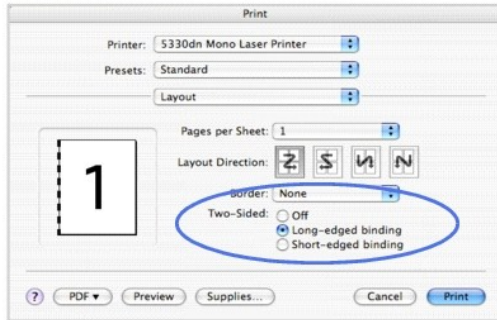 Print
Printer: 5330dn Mono Laser Printer
Presets: Standard
Layout
Pages per Sheet: 1
Layout Direction:
1
Border: None
Two-Sided: Off
Long-edged binding
Short-edged binding
? PDF▼ Preview Supplies... Cancel Print